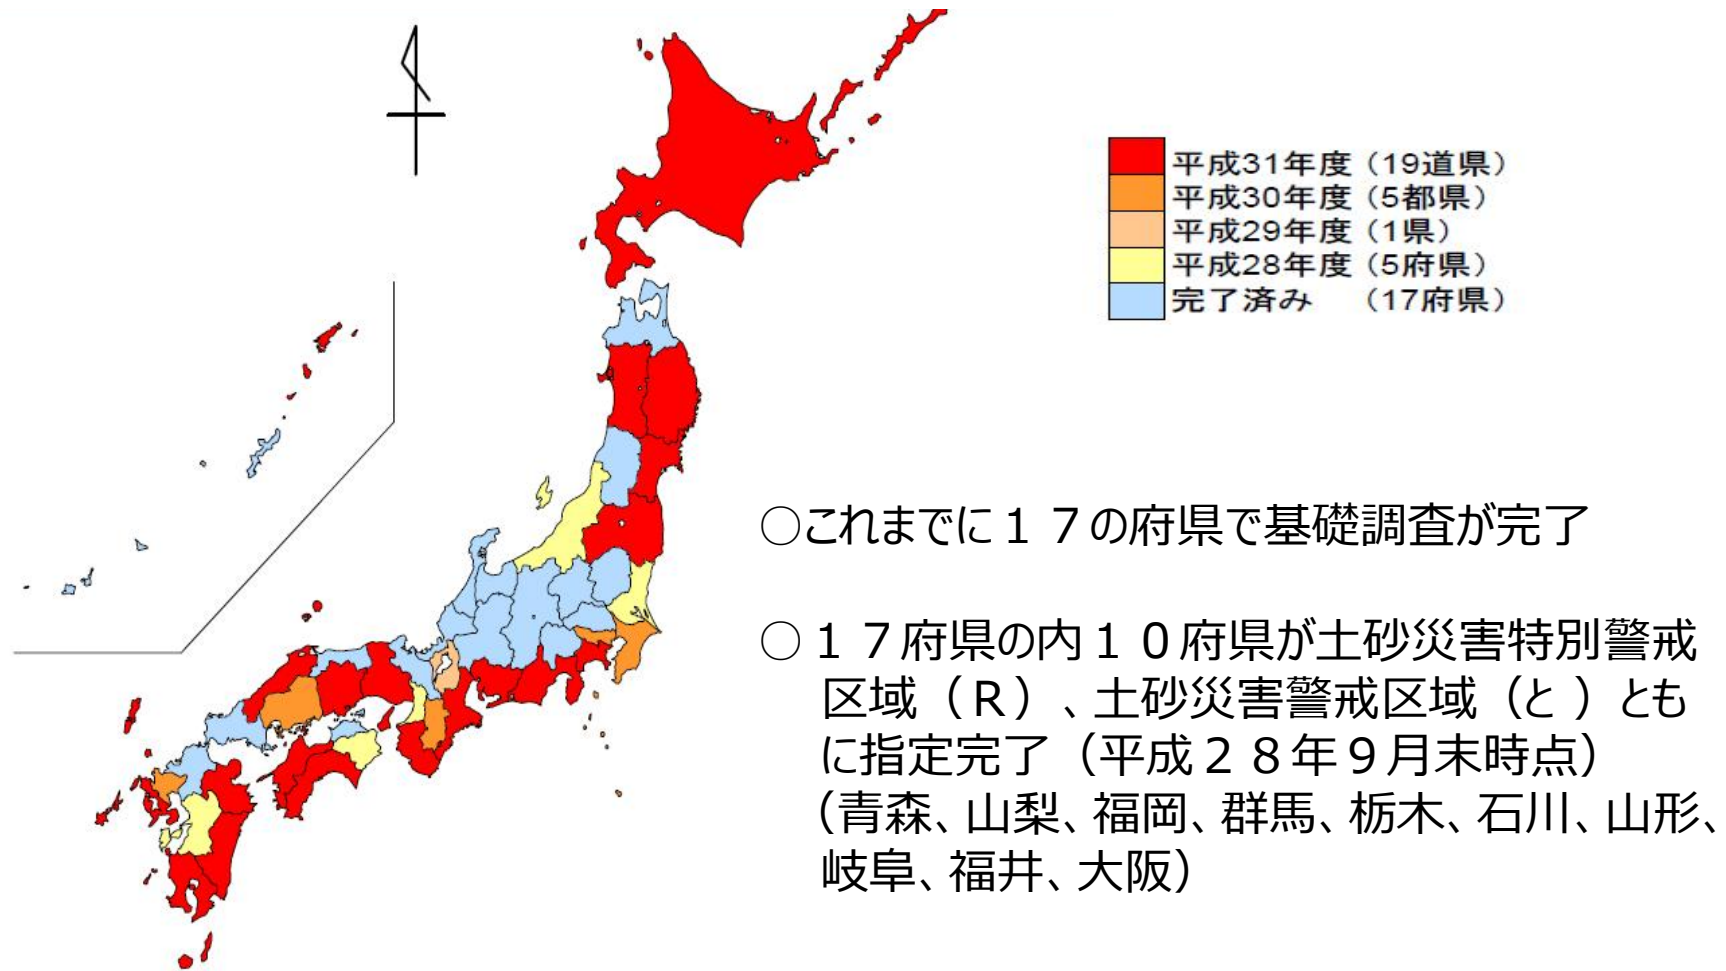 平成31年度（19道県）
平成30年度（5都県）
平成29年度（1県）
平成28年度（5府県）
完了済み （17府県）
○これまでに１７の府県で基礎調査が完了
○１７府県の内１０府県が土砂災害特別警戒
区域（Ｒ）、土砂災害警戒区域（と ）とも
に指定完了（平成２８年９月末時点）
（青森、山梨、福岡、群馬、栃木、石川、山形、
岐阜、福井、大阪）